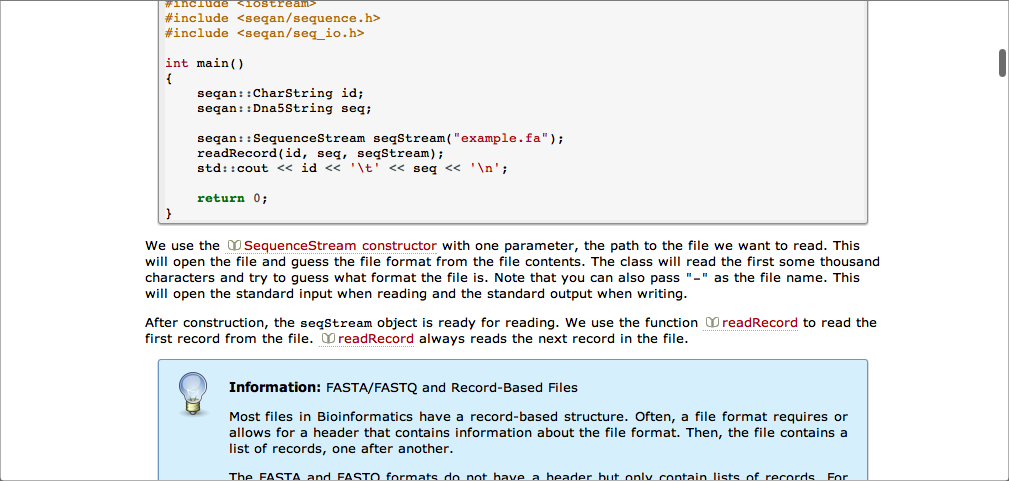 #include <iostream>
#include <seqan/sequence.h>
#include <seqan/seq_io.h>
int main()
{
    seqan::CharString id;
    seqan::Dna5String seq;
    seqan::SequenceStream seqStream("example.fa");
    readRecord(id, seq, seqStream);
    std::cout << id << '\t' << seq << '\n';
    return 0;
}
We use the SequenceStream constructor with one parameter, the path to the file we want to read. This
will open the file and guess the file format from the file contents. The class will read the first some thousand
characters and try to guess what format the file is. Note that you can also pass "-" as the file name. This
will open the standard input when reading and the standard output when writing.
After construction, the seqStream object is ready for reading. We use the function readRecord to read the
first record from the file. readRecord always reads the next record in the file.
Information: FASTA/FASTQ and Record-Based Files
Most files in Bioinformatics have a record-based structure. Often, a file format requires or
allows for a header that contains information about the file format. Then, the file contains a
list of records, one after another.
The FASTA and FASTQ formats do not have a header but only contain lists of records. For